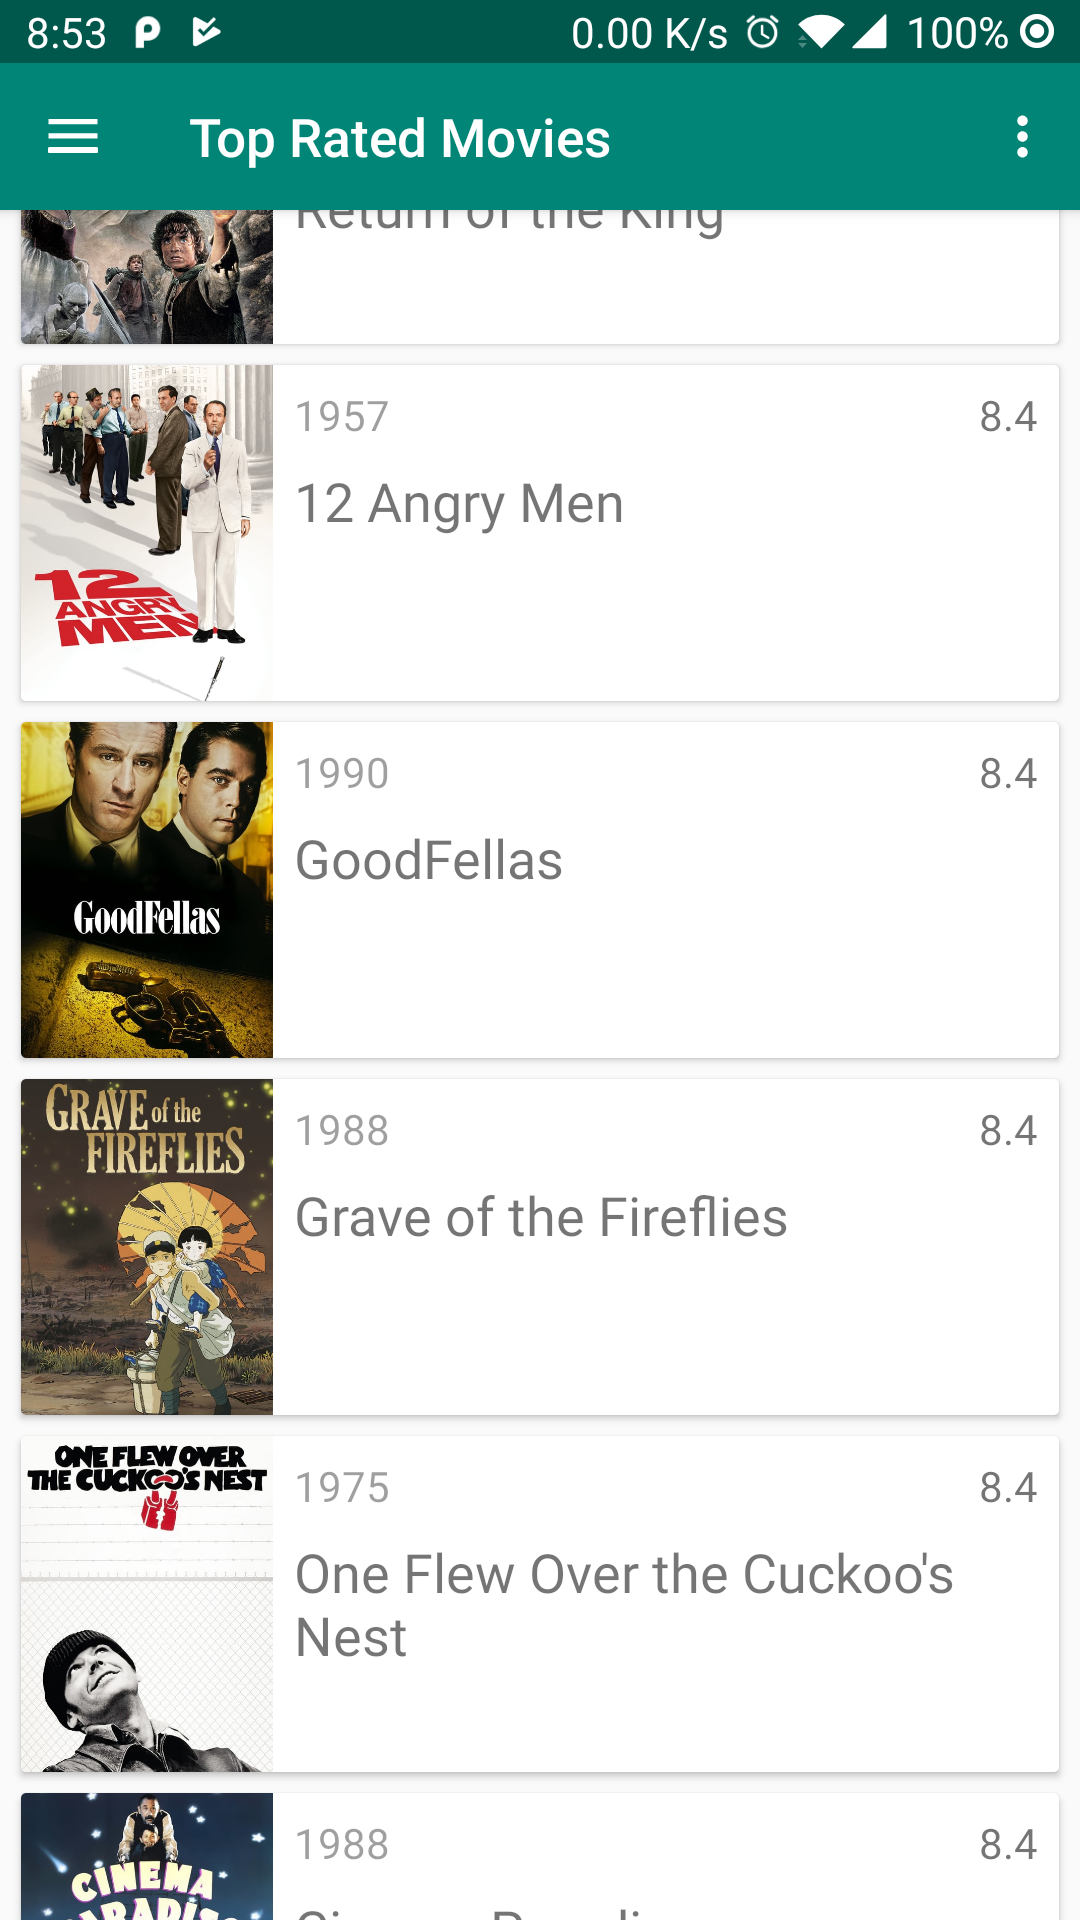 8:53
0.00 K/s
100%
Top Rated Movies
Return of the King
1957
8.4
12 Angry Men
12
ANGRY
MEN
1990
8.4
GoodFellas
GoodFellas
GRAVE of the
FIREFLIES
1988
8.4
Grave of the Fireflies
ONE FLEW OVER
THE CUCKOO'S NEST
1975
8.4
One Flew Over the Cuckoo's
Nest
1988
8.4
CINEMA